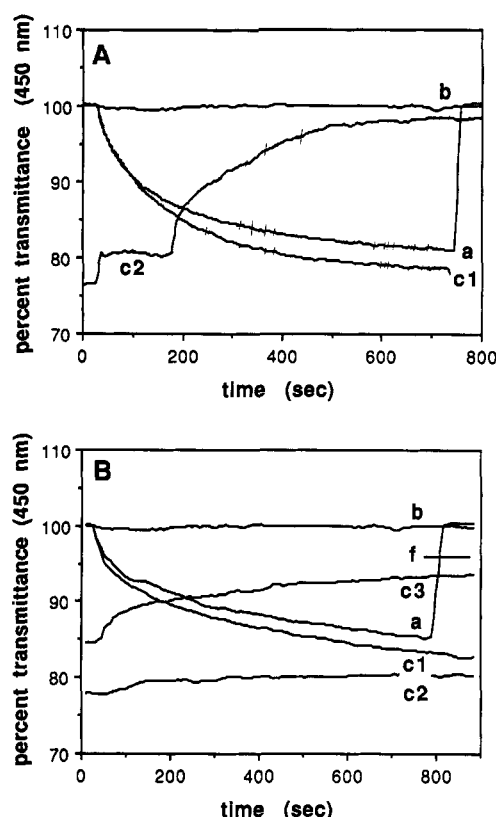 A
percent transmittance (450 nm)
110
100
90
80
70
b
a
c1
c2
0 200 400 600 800
time (sec)
B
percent transmittance (450 nm)
110
100
90
80
70
b
f
c3
a
c1
c2
0 200 400 600 800
time (sec)